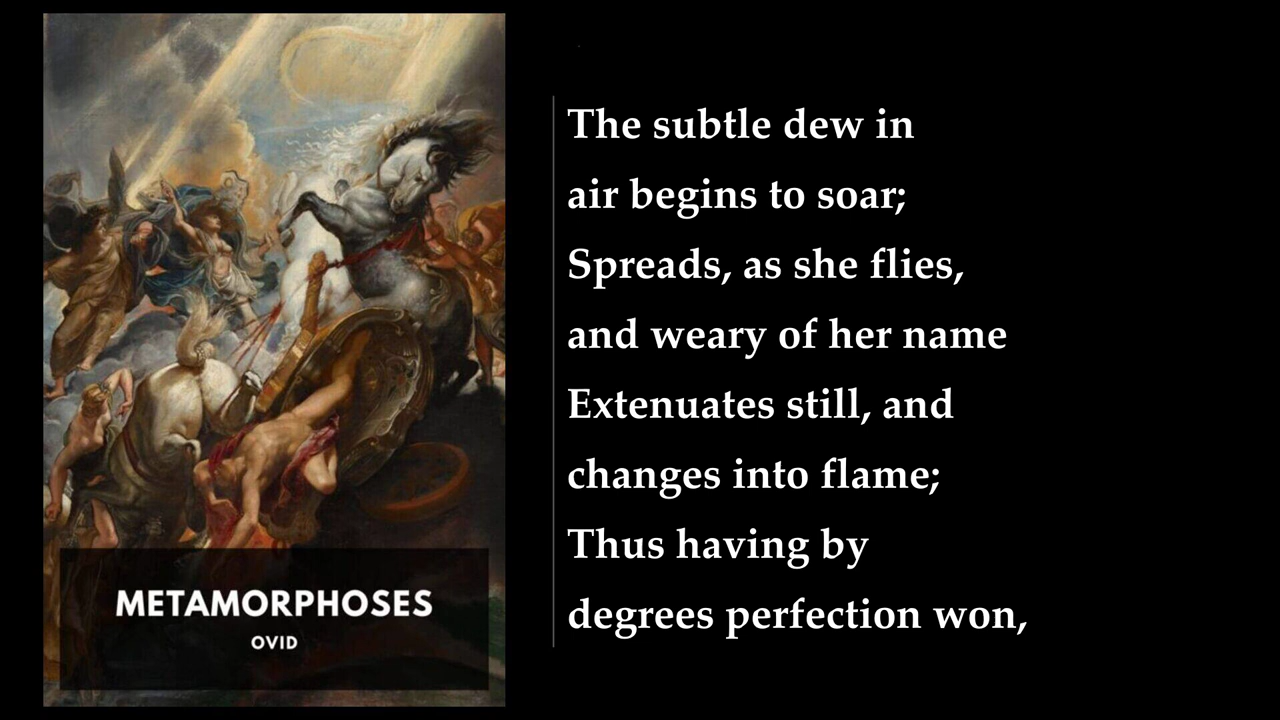 METAMORPHOSES
OVID
The subtle dew in
air begins to soar;
Spreads, as she flies,
and weary of her name
Extenuates still, and
changes into flame;
Thus having by
degrees perfection won,